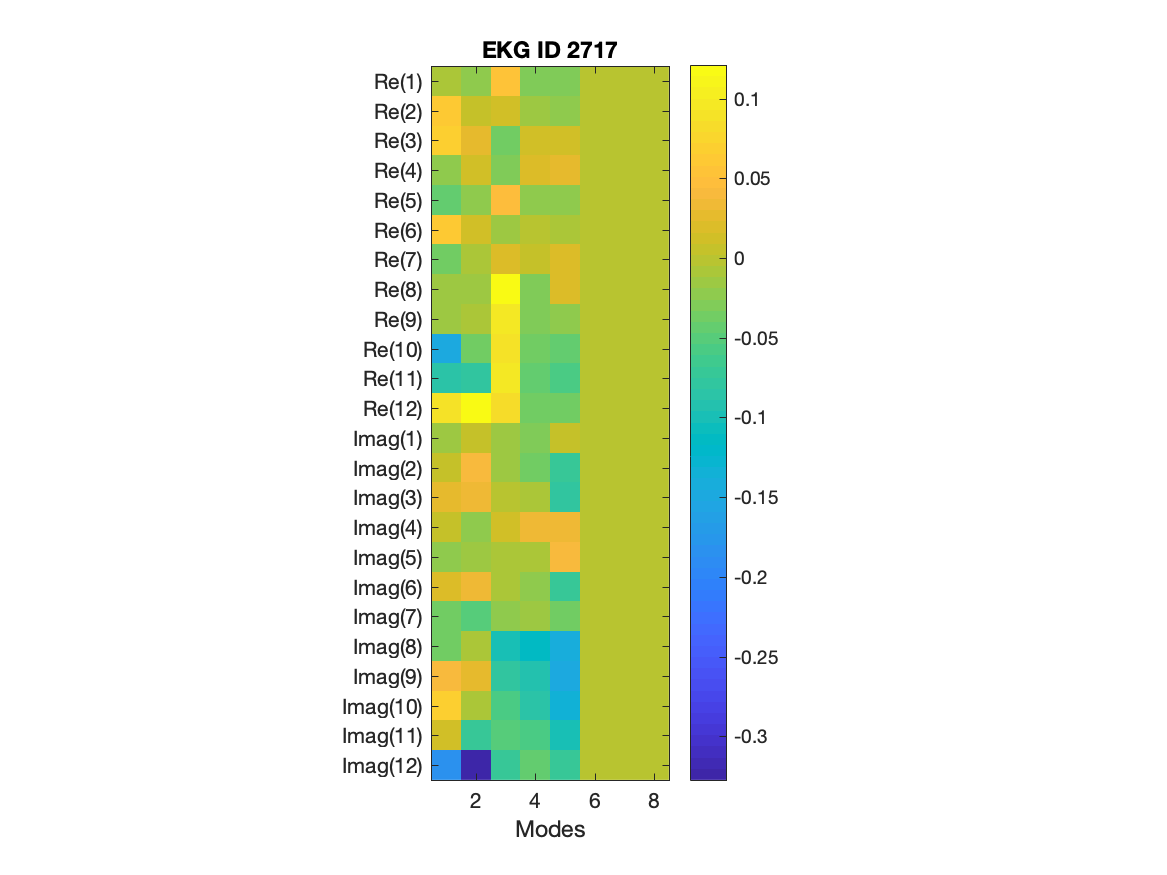 EKG ID 2717
Re(1)
Re(2)
Re(3)
Re(4)
Re(5)
Re(6)
Re(7)
Re(8)
Re(9)
Re(10)
Re(11)
Re(12)
Imag(1)
Imag(2)
Imag(3)
Imag(4)
Imag(5)
Imag(6)
Imag(7)
Imag(8)
Imag(9)
Imag(10)
Imag(11)
Imag(12)
2 4 6 8
Modes
0.1
0.05
0
-0.05
-0.1
-0.15
-0.2
-0.25
-0.3